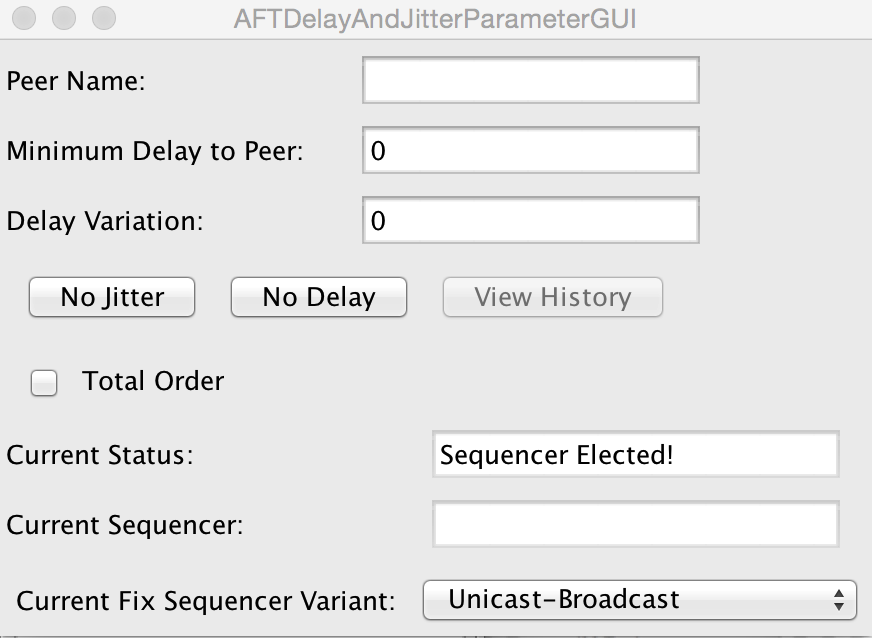 AFTDelayAndJitterParameterGUI
Peer Name:
Minimum Delay to Peer: 0
Delay Variation: 0
No Jitter No Delay View History
Total Order
Current Status: Sequencer Elected!
Current Sequencer:
Current Fix Sequencer Variant: Unicast-Broadcast